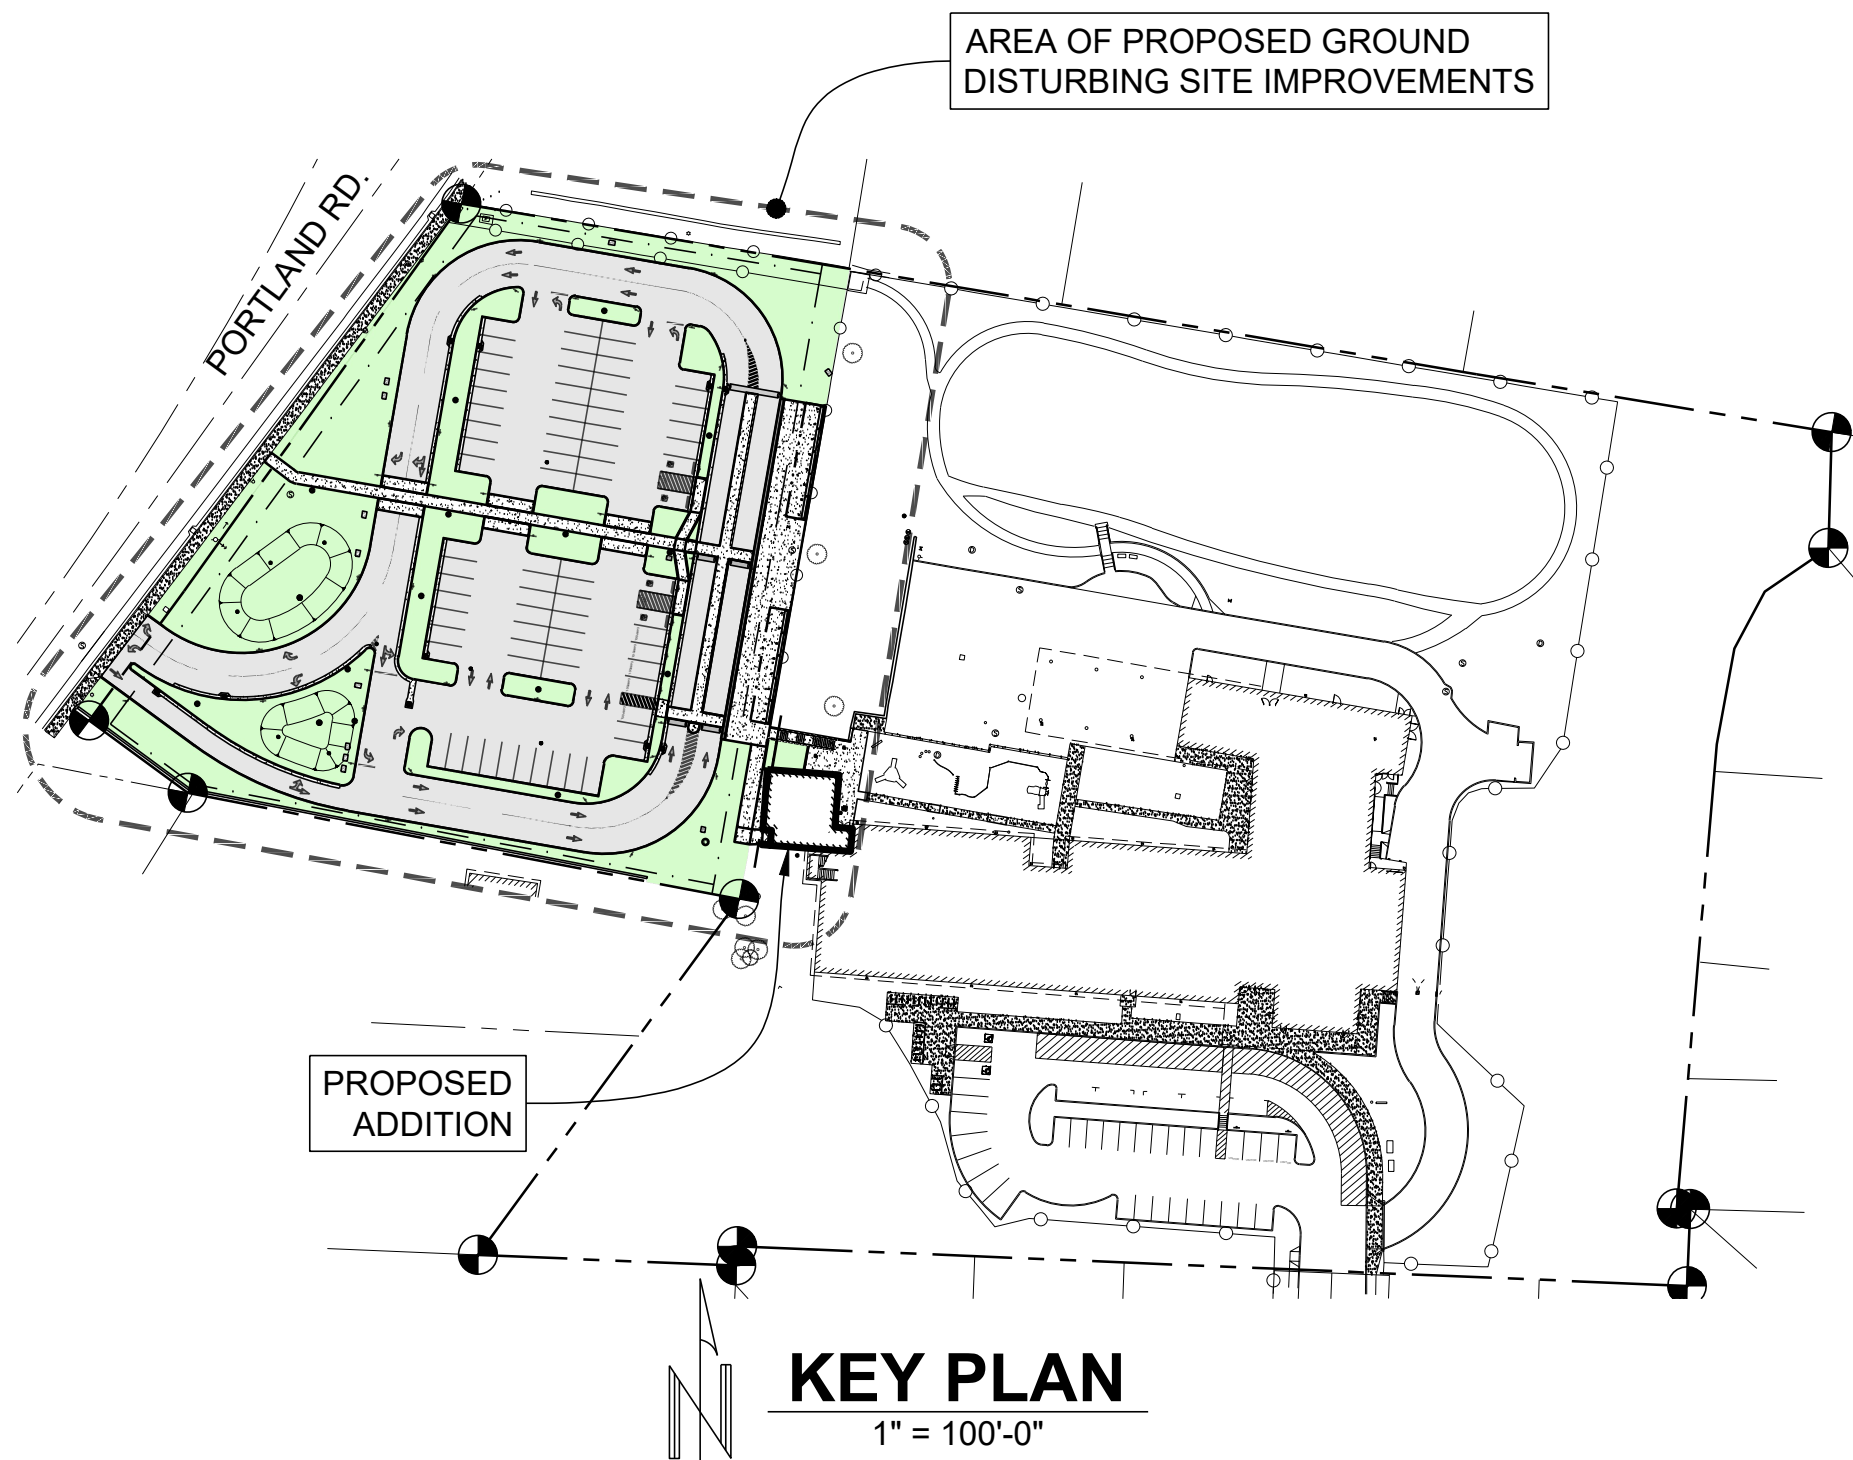 AREA OF PROPOSED GROUND
DISTURBING SITE IMPROVEMENTS
PORTLAND RD.
PROPOSED
ADDITION
N
KEY PLAN
1" = 100'-0"